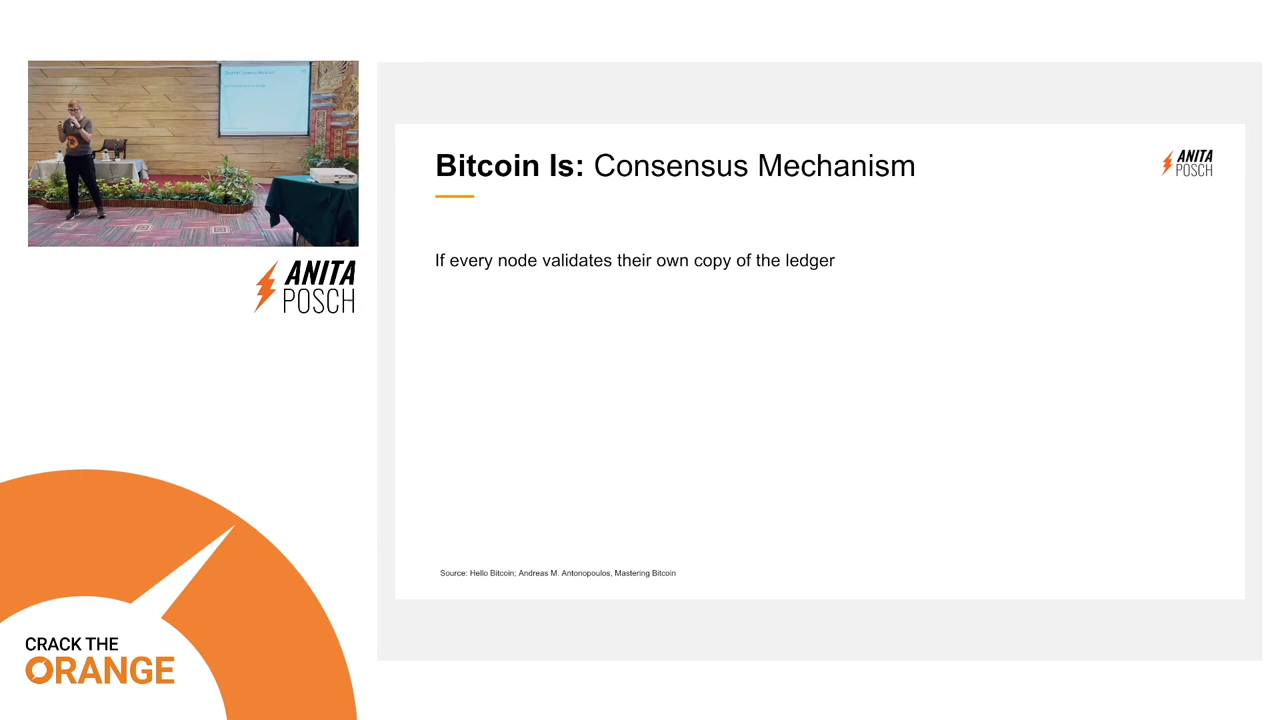 Bitcoin Is: Consensus Mechanism
ANITA
POSCH
If every node validates their own copy of the ledger
Source: Hello Bitcoin; Andreas M. Antonopoulos, Mastering Bitcoin
ANITA
POSCH
CRACK THE
ORANGE